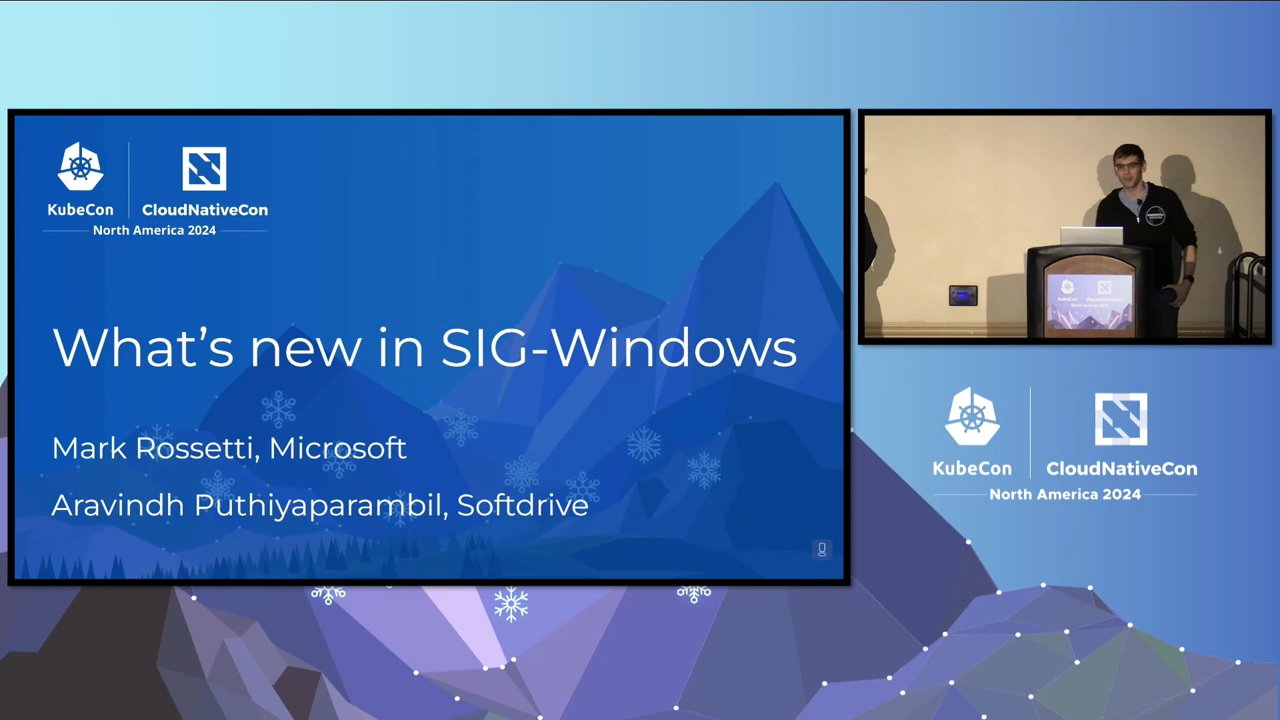 KubeCon
CloudNativeCon
North America 2024
What's new in SIG-Windows
Mark Rossetti, Microsoft
Aravindh Puthiyaparambil, Softdrive
KubeCon
CloudNativeCon
North America 2024